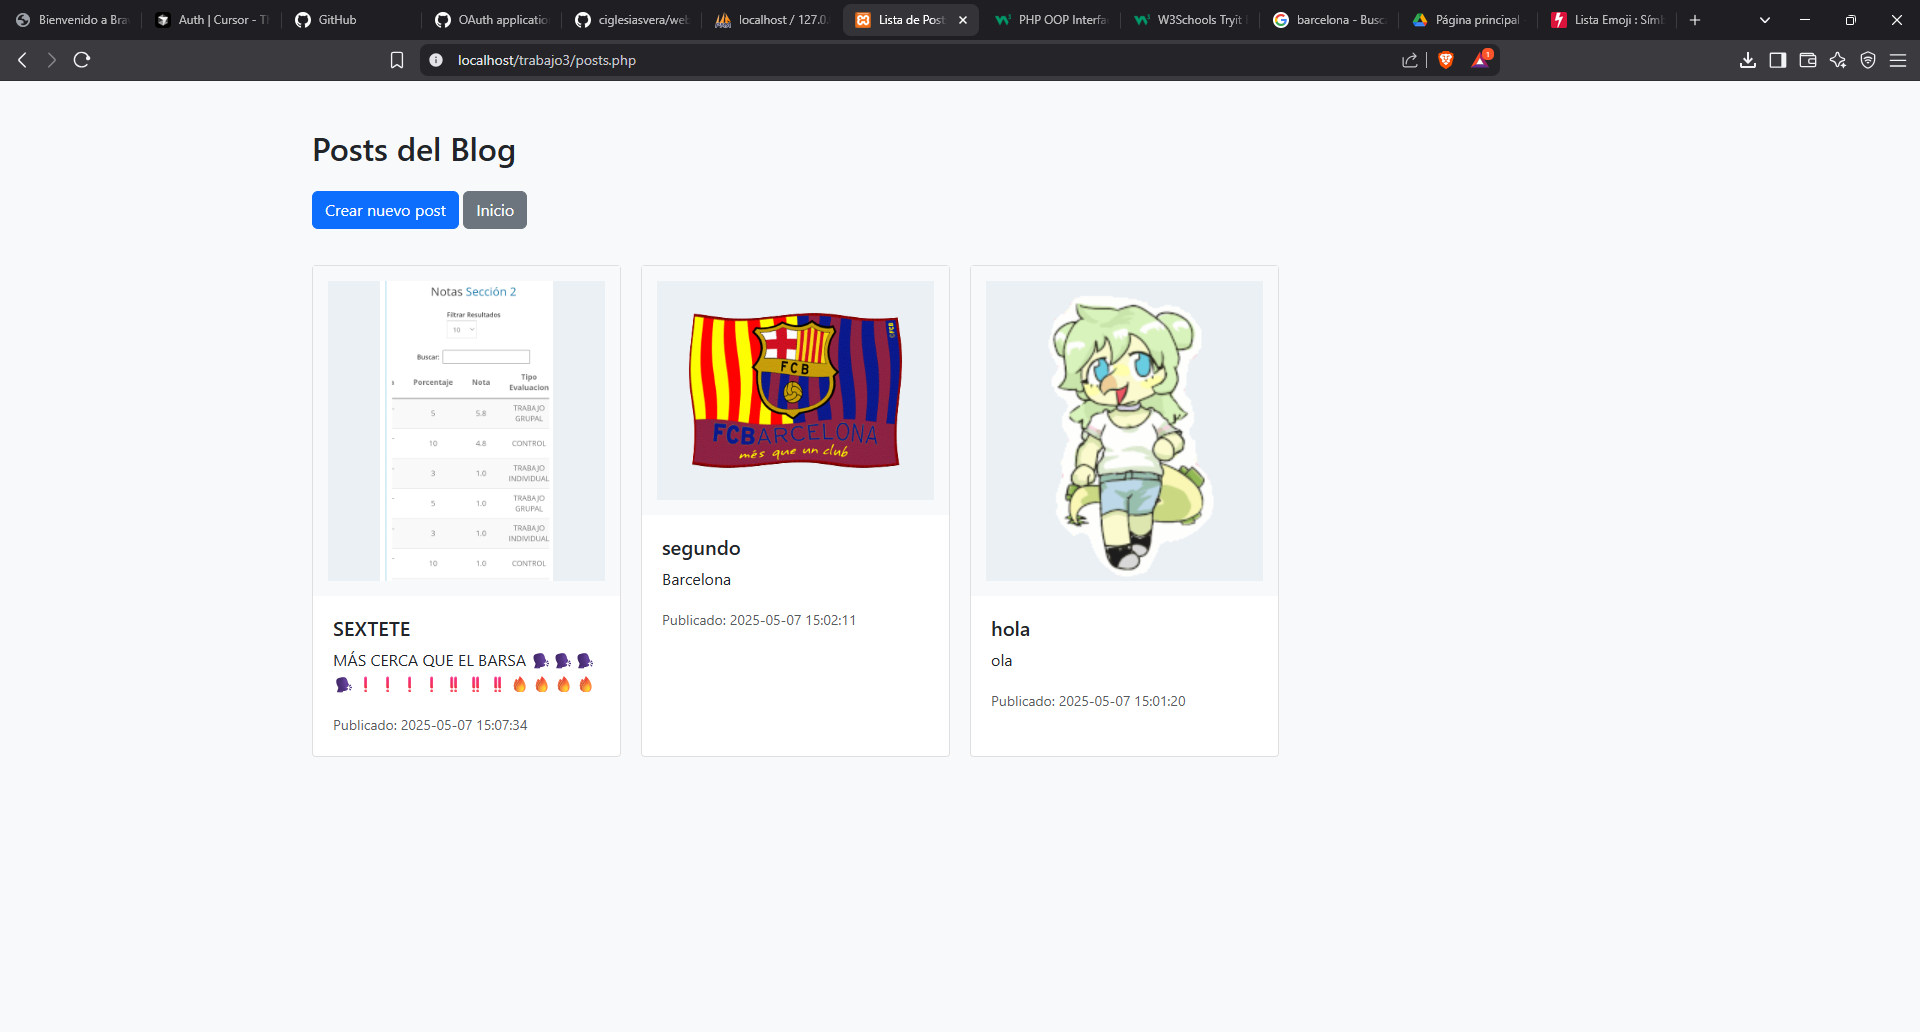 Bienvenido a Bra
Auth | Cursor - Th
GitHub
OAuth applicatio
ciglesiasvera/web
localhost / 127.0.
Lista de Post
PHP OOP Interfa
W3Schools Tryit
barcelona - Busc
Página principal
Lista Emoji : Sím
localhost/trabajo3/posts.php
1
Posts del Blog
Crear nuevo post
Inicio
Notas Sección 2
Filtrar Resultados
10
Buscar:
Porcentaje Nota Tipo Evaluacion
5 5.8 TRABAJO GRUPAL
10 4.8 CONTROL
3 1.0 TRABAJO INDIVIDUAL
5 1.0 TRABAJO GRUPAL
3 1.0 TRABAJO INDIVIDUAL
10 1.0 CONTROL
SEXTETE
MÁS CERCA QUE EL BARSA 🗣️🗣️🗣️
🗣️❗❗❗❗‼️‼️‼️🔥🔥🔥🔥
Publicado: 2025-05-07 15:07:34
©FCB
FCB
FCBARCELONA
més que un club
segundo
Barcelona
Publicado: 2025-05-07 15:02:11
hola
ola
Publicado: 2025-05-07 15:01:20